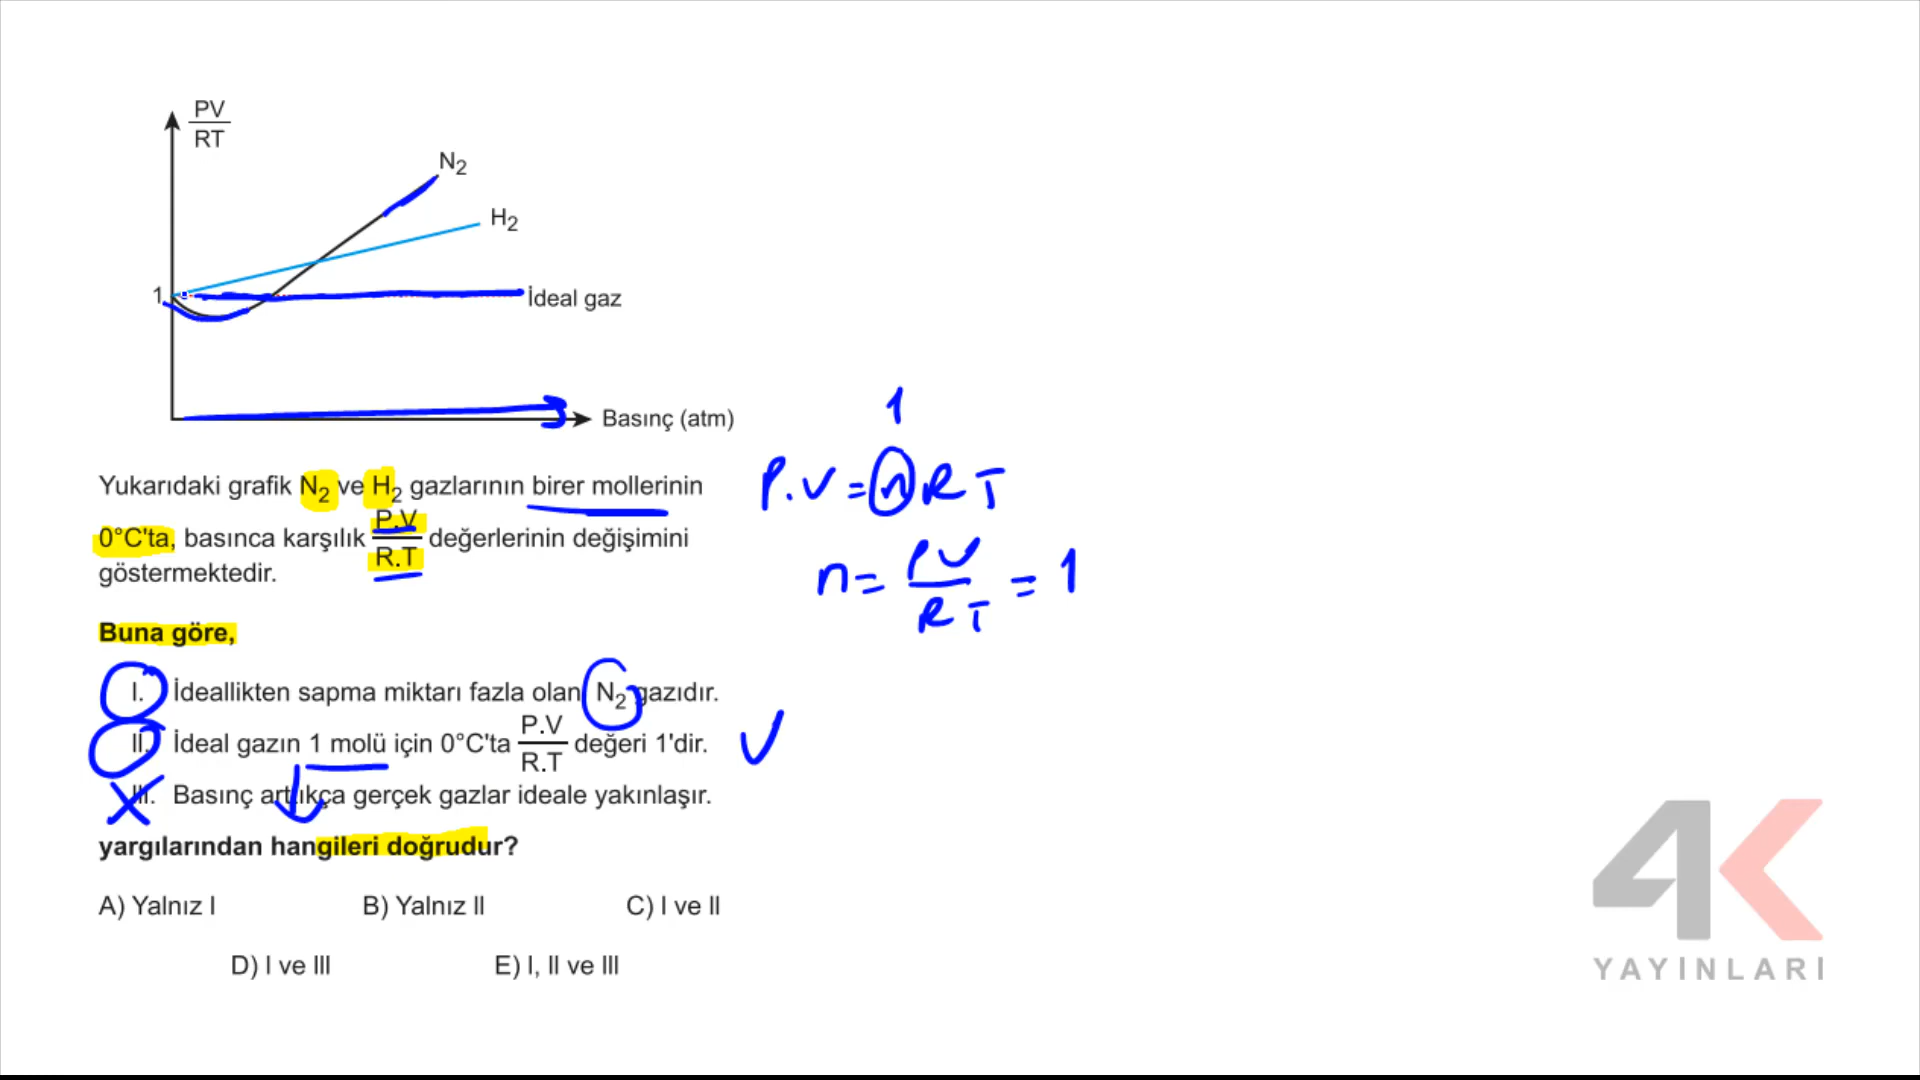 PV
RT
N2
H2
1
İdeal gaz
Basınç (atm)
1
P.V = n R T
n = PV/RT = 1
Yukarıdaki grafik N2 ve H2 gazlarının birer mollerinin
0°C'ta, basınca karşılık P.V/R.T değerlerinin değişimini
göstermektedir.
Buna göre,
I. İdeallikten sapma miktarı fazla olan N2 gazıdır.
II. İdeal gazın 1 molü için 0°C'ta P.V/R.T değeri 1'dir.
III. Basınç arttıkça gerçek gazlar ideale yakınlaşır.
yargılarından hangileri doğrudur?
A) Yalnız I B) Yalnız II C) I ve II
D) I ve III E) I, II ve III
4K
YAYINLARI